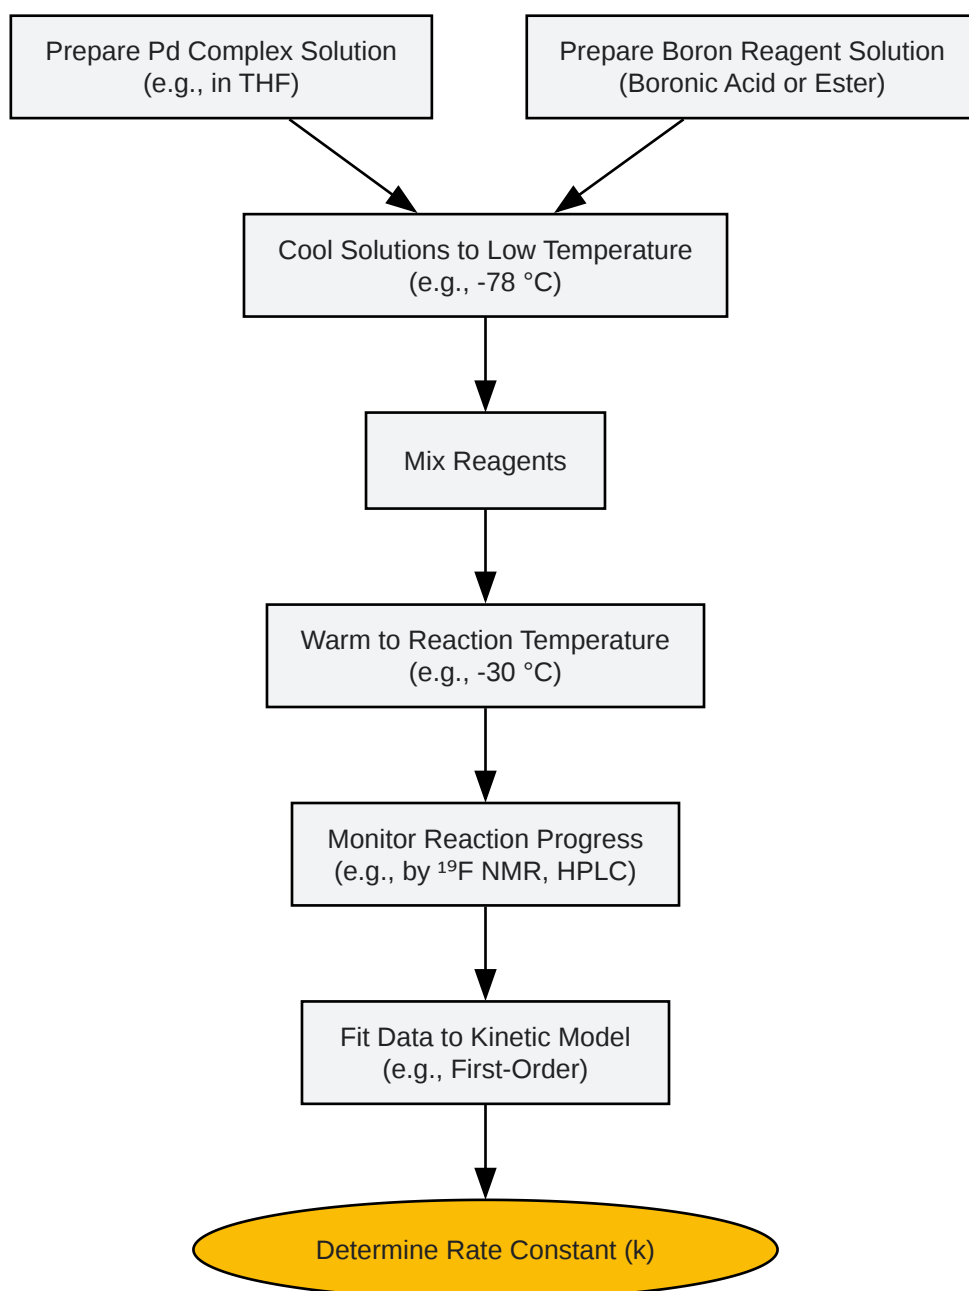 Prepare Pd Complex Solution
(e.g., in THF)
Prepare Boron Reagent Solution
(Boronic Acid or Ester)
Cool Solutions to Low Temperature
(e.g., -78 °C)
Mix Reagents
Warm to Reaction Temperature
(e.g., -30 °C)
Monitor Reaction Progress
(e.g., by ¹⁹F NMR, HPLC)
Fit Data to Kinetic Model
(e.g., First-Order)
Determine Rate Constant (k)